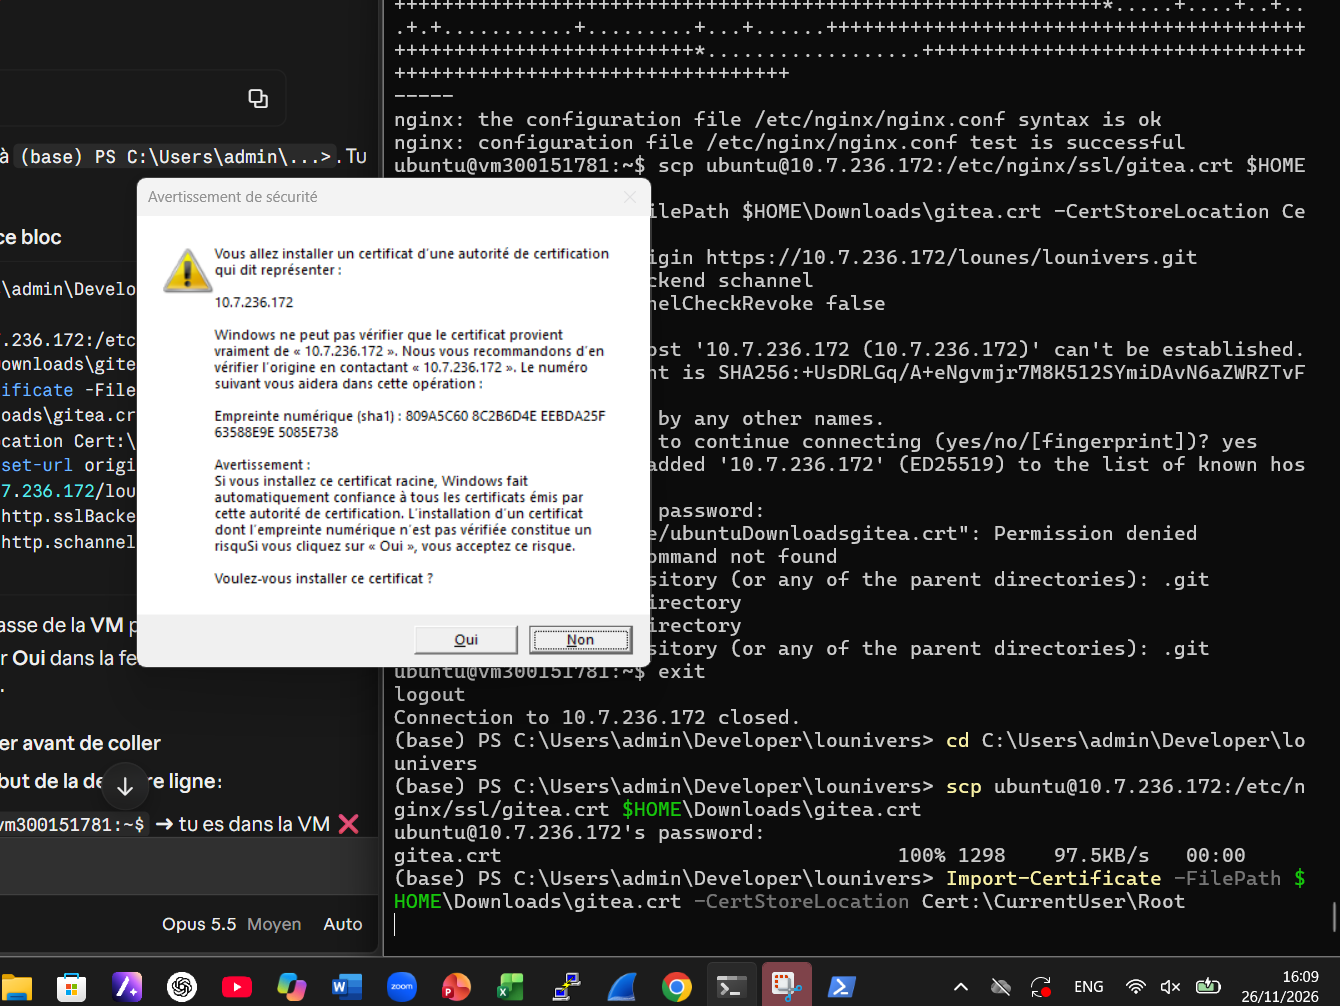 ++++++++++++++++++++++++++++++++++++++++++++++++++++++++++++*.....+....+..+..
.+.+...........+.........+...+......++++++++++++++++++++++++++++++++++++++++
+++++++++++++++++++++++++*..................++++++++++++++++++++++++++++++++
+++++++++++++++++++++++++++++++++
-----
nginx: the configuration file /etc/nginx/nginx.conf syntax is ok
nginx: configuration file /etc/nginx/nginx.conf test is successful
ubuntu@vm300151781:~$ scp ubuntu@10.7.236.172:/etc/nginx/ssl/gitea.crt $HOME
ilePath $HOME\Downloads\gitea.crt -CertStoreLocation Ce
igin https://10.7.236.172/lounes/lounivers.git
ckend schannel
nelCheckRevoke false
ost '10.7.236.172 (10.7.236.172)' can't be established.
nt is SHA256:+UsDRLGq/A+eNgvmjr7M8K512SYmiDAvN6aZWRZTvF
by any other names.
to continue connecting (yes/no/[fingerprint])? yes
added '10.7.236.172' (ED25519) to the list of known hos
password:
e/ubuntuDownloadsgitea.crt": Permission denied
ommand not found
sitory (or any of the parent directories): .git
irectory
irectory
sitory (or any of the parent directories): .git
ubuntu@vm300151781:~$ exit
logout
Connection to 10.7.236.172 closed.
(base) PS C:\Users\admin\Developer\lounivers> cd C:\Users\admin\Developer\lo
univers
(base) PS C:\Users\admin\Developer\lounivers> scp ubuntu@10.7.236.172:/etc/n
ginx/ssl/gitea.crt $HOME\Downloads\gitea.crt
ubuntu@10.7.236.172's password:
gitea.crt 100% 1298 97.5KB/s 00:00
(base) PS C:\Users\admin\Developer\lounivers> Import-Certificate -FilePath $
HOME\Downloads\gitea.crt -CertStoreLocation Cert:\CurrentUser\Root
Avertissement de sécurité
Vous allez installer un certificat d'une autorité de certification
qui dit représenter :
10.7.236.172
Windows ne peut pas vérifier que le certificat provient
vraiment de « 10.7.236.172 ». Nous vous recommandons d'en
vérifier l'origine en contactant « 10.7.236.172 ». Le numéro
suivant vous aidera dans cette opération :
Empreinte numérique (sha1) : 809A5C60 8C2B6D4E EEBDA25F
63588E9E 5085E738
Avertissement :
Si vous installez ce certificat racine, Windows fait
automatiquement confiance à tous les certificats émis par
cette autorité de certification. L'installation d'un certificat
dont l'empreinte numérique n'est pas vérifiée constitue un
risquSi vous cliquez sur « Oui », vous acceptez ce risque.
Voulez-vous installer ce certificat ?
Oui
Non
à (base) PS C:\Users\admin\...>. Tu
ce bloc
\admin\Develo
.236.172:/etc
ownloads\gite
ificate -File
oads\gitea.cr
cation Cert:\
set-url origi
7.236.172/lou
http.sslBacke
http.schannel
asse de la VM p
r Oui dans la fe
.
er avant de coller
but de la de re ligne :
vm300151781:~$ → tu es dans la VM ❌
Opus 5.5 Moyen Auto
zoom
ENG
16:09
26/11/2026